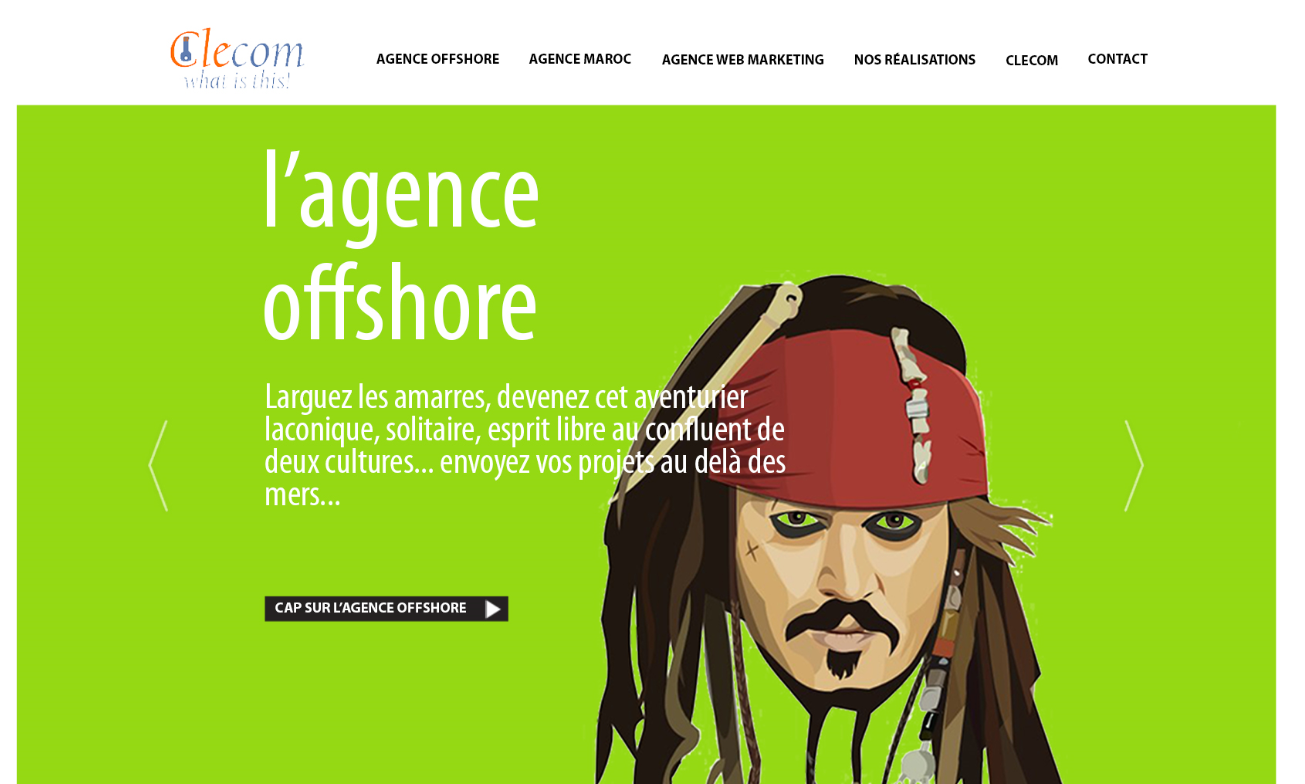 Clecom
what is this!
AGENCE OFFSHORE AGENCE MAROC AGENCE WEB MARKETING NOS RÉALISATIONS CLECOM CONTACT
l’agence
offshore
Larguez les amarres, devenez cet aventurier
laconique, solitaire, esprit libre au confluent de
deux cultures... envoyez vos projets au delà des
mers...
CAP SUR L’AGENCE OFFSHORE